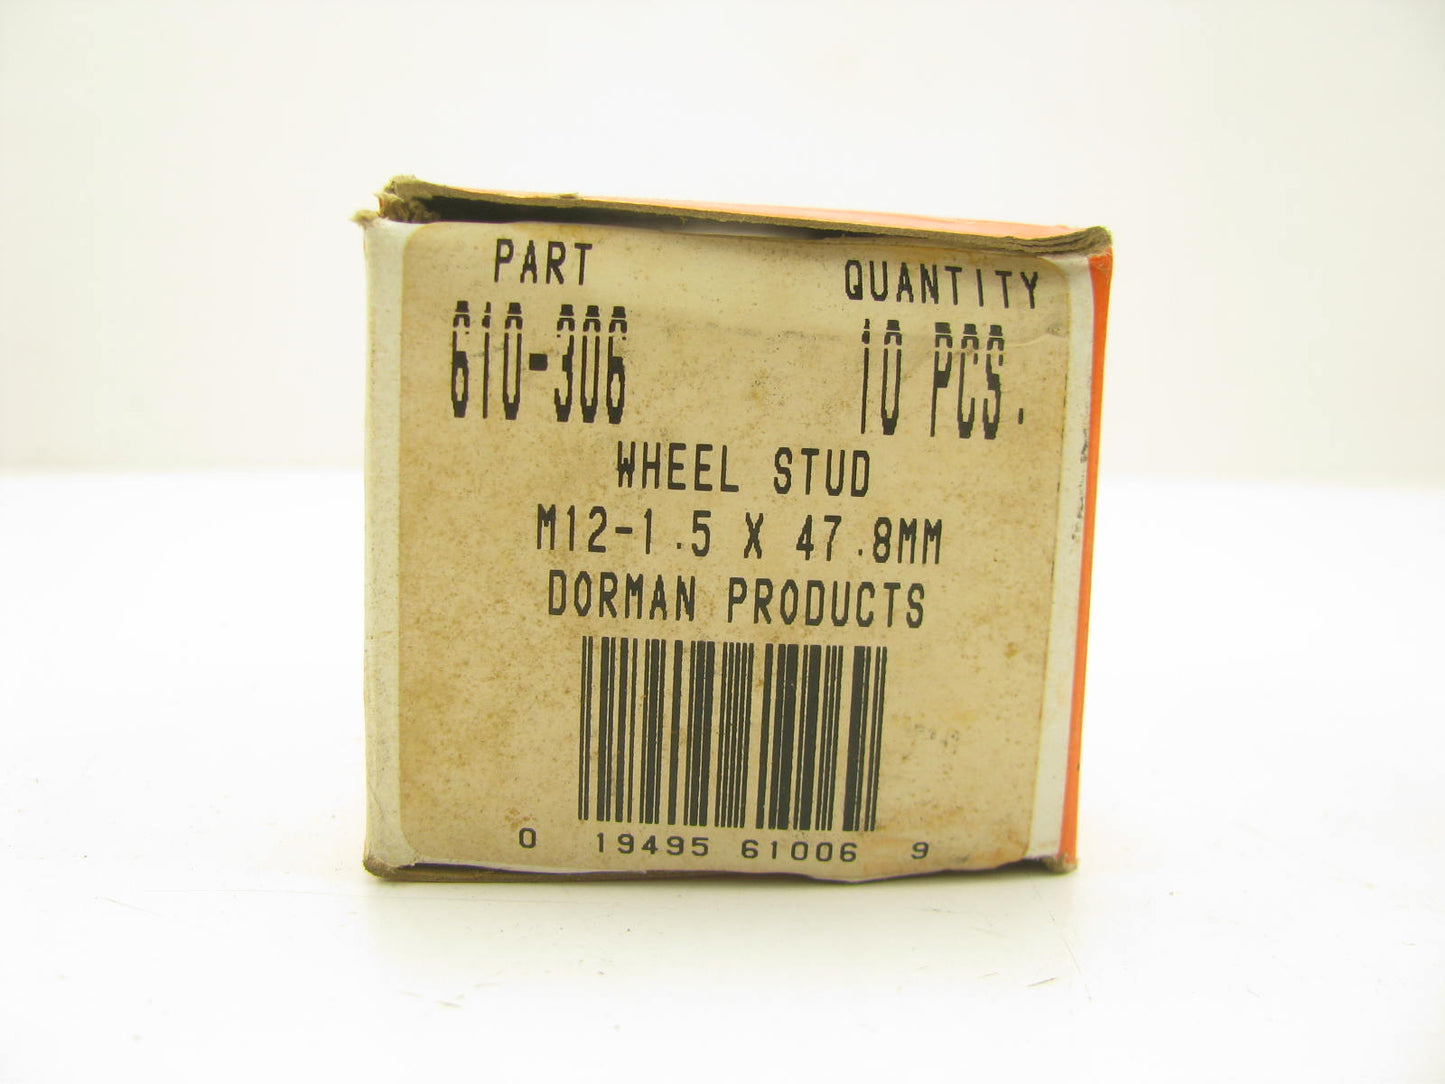 PART QUANTITY
610-306 10 PCS.
WHEEL STUD
M12-1.5 X 47.8MM
DORMAN PRODUCTS
0 19495 61006 9